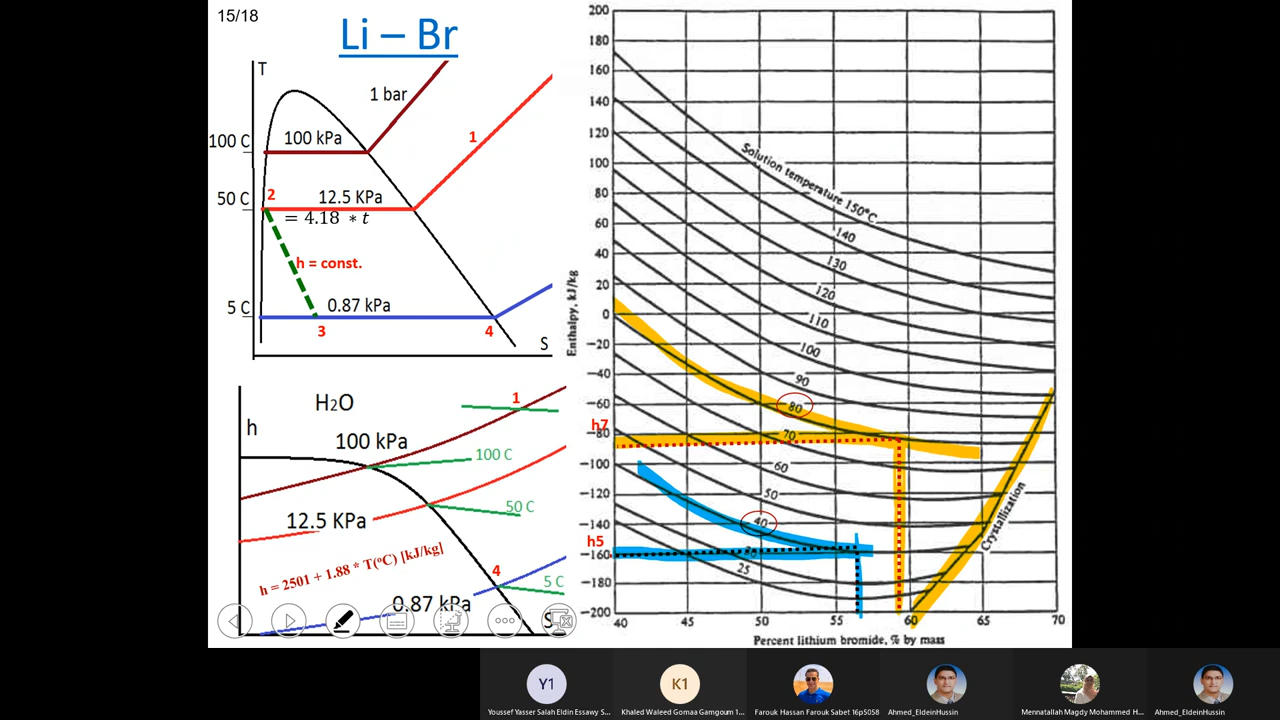 15/18
Li – Br
T
1 bar
100 C
100 kPa
1
50 C
2
12.5 KPa
= 4.18 * t
h = const.
5 C
0.87 kPa
3
4
S
H2O
h
1
100 kPa
100 C
12.5 KPa
50 C
h = 2501 + 1.88 * T(°C) [kJ/kg]
4
5 C
0.87 kPa
S
200
180
160
140
120
100
80
60
40
20
0
−20
−40
−60
−80
−100
−120
−140
−160
−180
−200
Enthalpy, kJ/kg
h7
h5
Solution temperature 150°C
140
130
120
110
100
90
80
70
60
50
40
30
25
Crystallization
40
45
50
55
60
65
70
Percent lithium bromide, % by mass
Y1
K1
Youssef Yasser Salah Eldin Essawy S...
Khaled Waleed Gomaa Gamgoum 1...
Farouk Hassan Farouk Sabet 16p5058
Ahmed_EldeinHussin
Mennatallah Magdy Mohammed H...
Ahmed_EldeinHussin